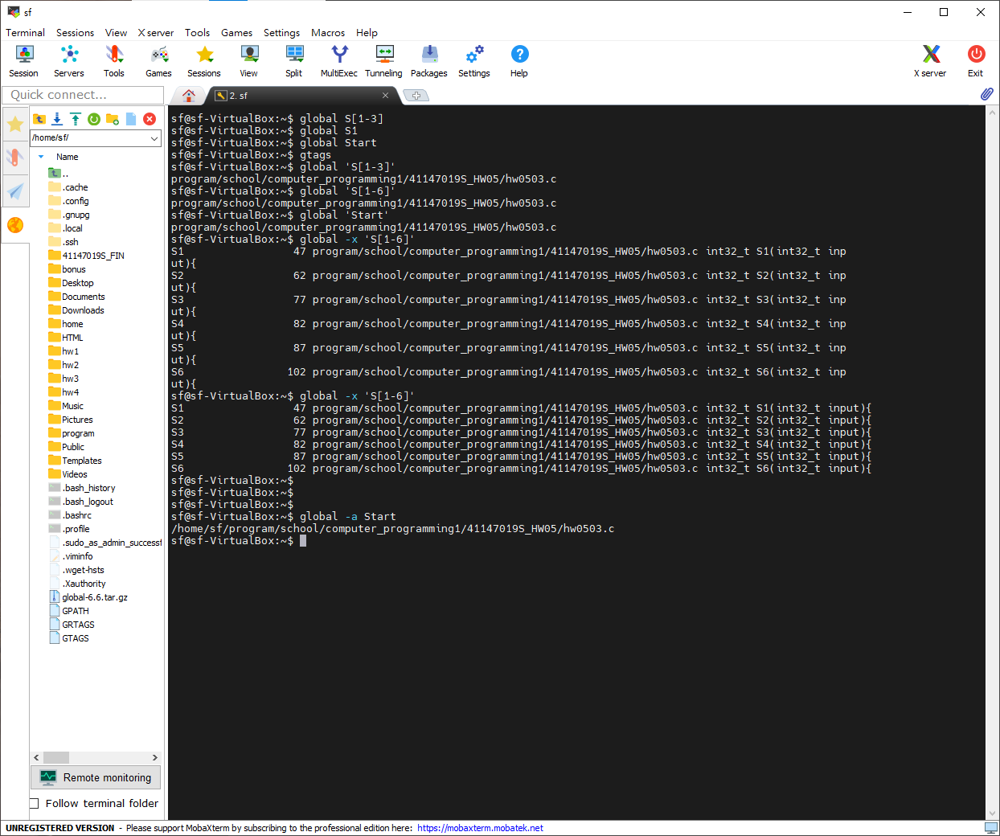 sf
Terminal Sessions View X server Tools Games Settings Macros Help
Session Servers Tools Games Sessions View Split MultiExec Tunneling Packages Settings Help X server Exit
Quick connect...
2. sf
/home/sf/
Name
..
.cache
.config
.gnupg
.local
.ssh
41147019S_FIN
bonus
Desktop
Documents
Downloads
home
HTML
hw1
hw2
hw3
hw4
Music
Pictures
program
Public
Templates
Videos
.bash_history
.bash_logout
.bashrc
.profile
.sudo_as_admin_successf
.viminfo
.wget-hsts
.Xauthority
global-6.6.tar.gz
GPATH
GRTAGS
GTAGS
Remote monitoring
Follow terminal folder
sf@sf-VirtualBox:~$ global S[1-3]
sf@sf-VirtualBox:~$ global S1
sf@sf-VirtualBox:~$ global Start
sf@sf-VirtualBox:~$ gtags
sf@sf-VirtualBox:~$ global 'S[1-3]'
program/school/computer_programming1/41147019S_HW05/hw0503.c
sf@sf-VirtualBox:~$ global 'S[1-6]'
program/school/computer_programming1/41147019S_HW05/hw0503.c
sf@sf-VirtualBox:~$ global 'Start'
program/school/computer_programming1/41147019S_HW05/hw0503.c
sf@sf-VirtualBox:~$ global -x 'S[1-6]'
S1 47 program/school/computer_programming1/41147019S_HW05/hw0503.c int32_t S1(int32_t inp
ut){
S2 62 program/school/computer_programming1/41147019S_HW05/hw0503.c int32_t S2(int32_t inp
ut){
S3 77 program/school/computer_programming1/41147019S_HW05/hw0503.c int32_t S3(int32_t inp
ut){
S4 82 program/school/computer_programming1/41147019S_HW05/hw0503.c int32_t S4(int32_t inp
ut){
S5 87 program/school/computer_programming1/41147019S_HW05/hw0503.c int32_t S5(int32_t inp
ut){
S6 102 program/school/computer_programming1/41147019S_HW05/hw0503.c int32_t S6(int32_t inp
ut){
sf@sf-VirtualBox:~$ global -x 'S[1-6]'
S1 47 program/school/computer_programming1/41147019S_HW05/hw0503.c int32_t S1(int32_t input){
S2 62 program/school/computer_programming1/41147019S_HW05/hw0503.c int32_t S2(int32_t input){
S3 77 program/school/computer_programming1/41147019S_HW05/hw0503.c int32_t S3(int32_t input){
S4 82 program/school/computer_programming1/41147019S_HW05/hw0503.c int32_t S4(int32_t input){
S5 87 program/school/computer_programming1/41147019S_HW05/hw0503.c int32_t S5(int32_t input){
S6 102 program/school/computer_programming1/41147019S_HW05/hw0503.c int32_t S6(int32_t input){
sf@sf-VirtualBox:~$
sf@sf-VirtualBox:~$
sf@sf-VirtualBox:~$
sf@sf-VirtualBox:~$ global -a Start
/home/sf/program/school/computer_programming1/41147019S_HW05/hw0503.c
sf@sf-VirtualBox:~$
UNREGISTERED VERSION - Please support MobaXterm by subscribing to the professional edition here: https://mobaxterm.mobatek.net